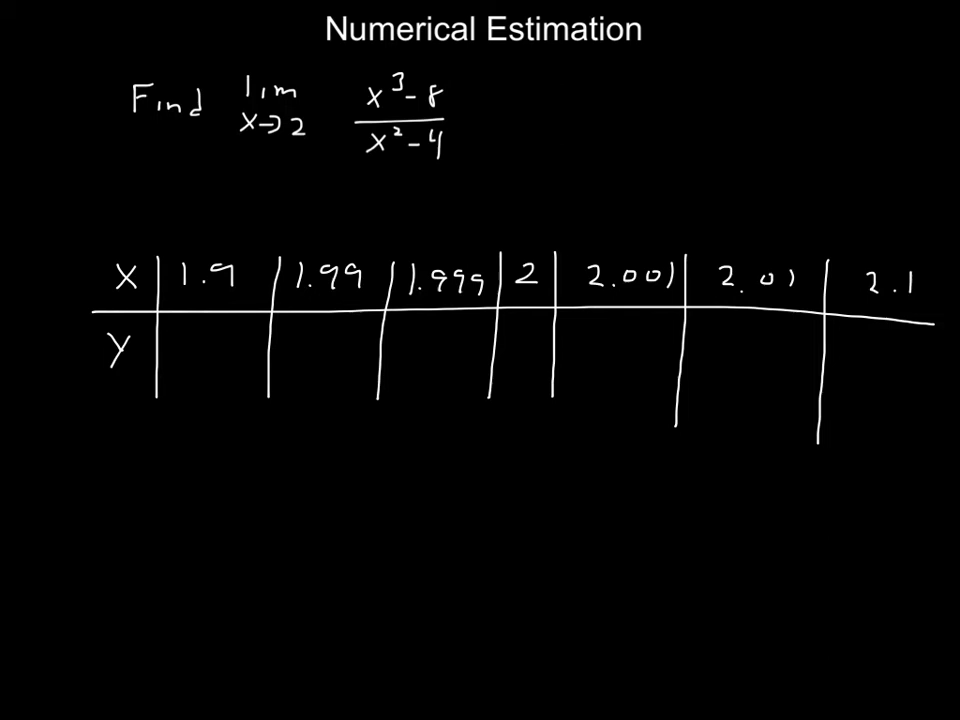 Numerical Estimation
Find lim x→2 x³-8 / x²-4
X | 1.9 | 1.99 | 1.999 | 2 | 2.001 | 2.01 | 2.1
Y